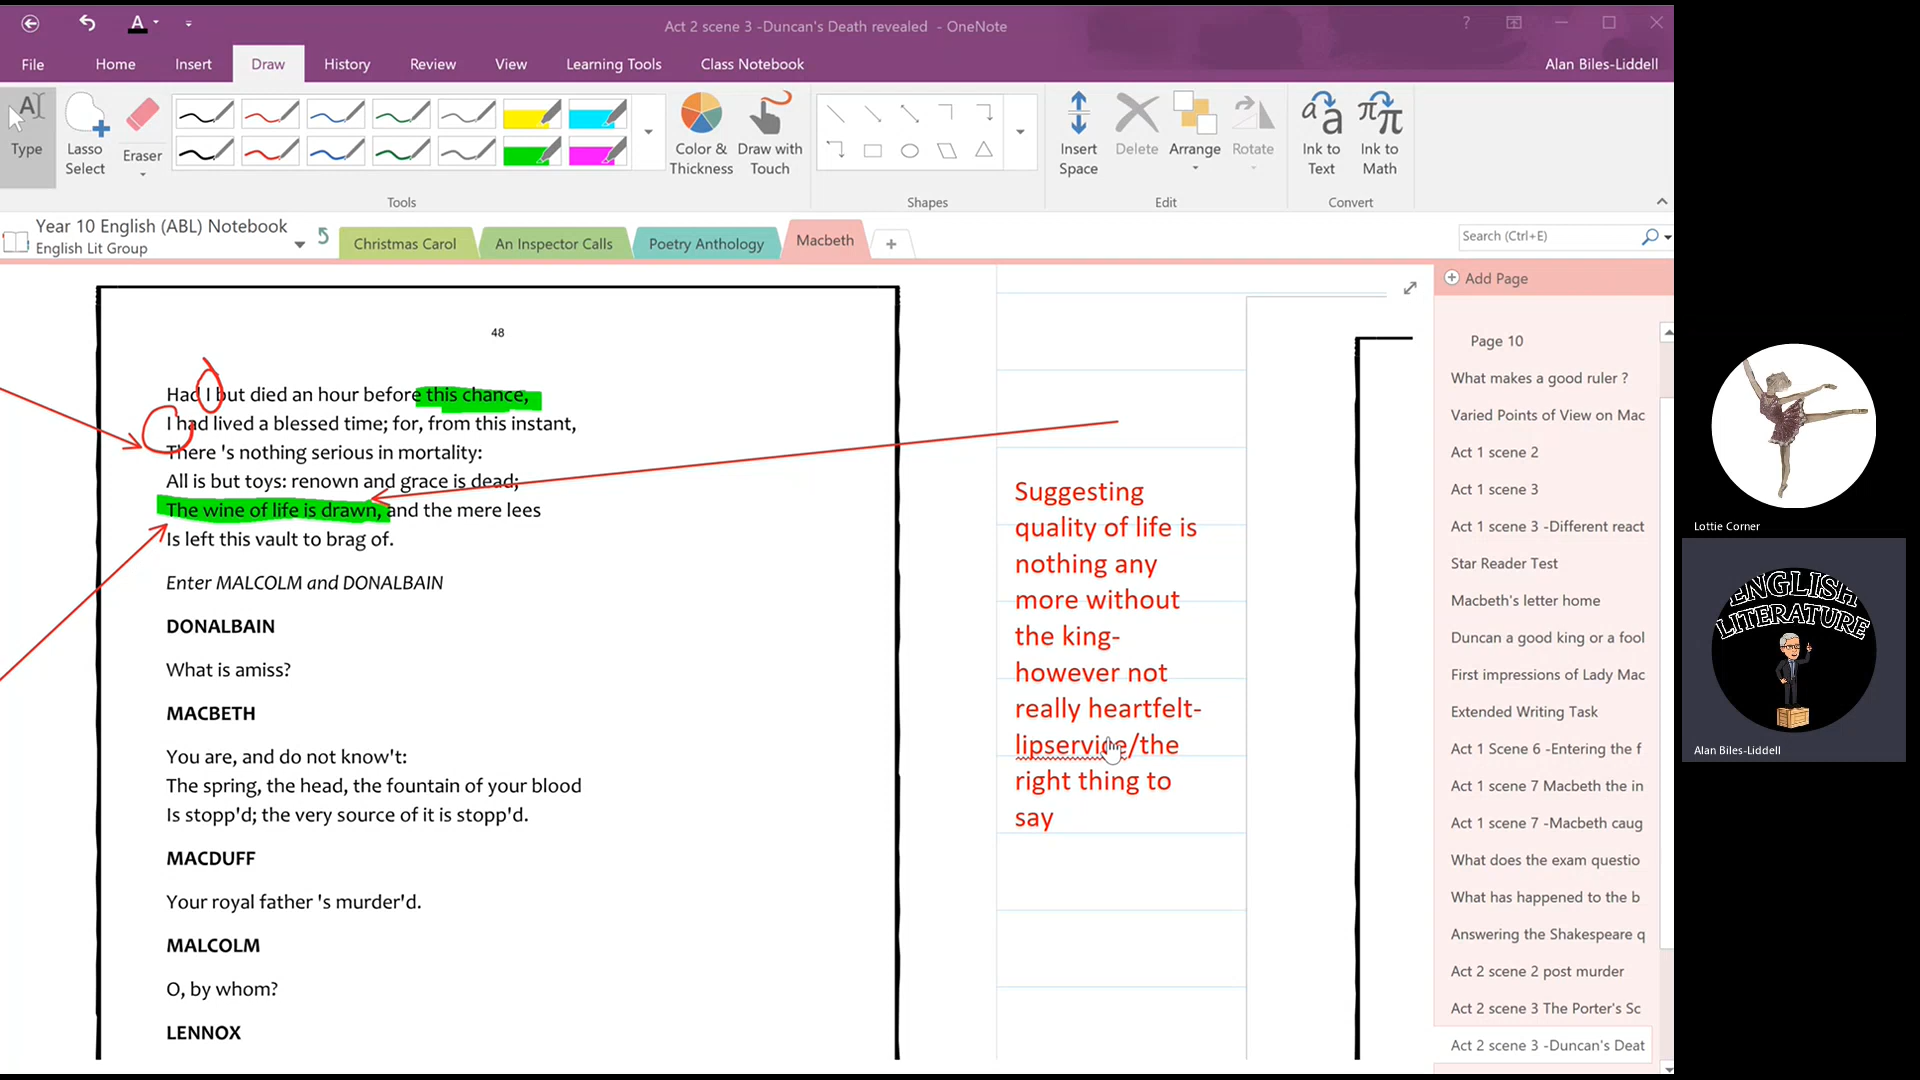 Act 2 scene 3 -Duncan's Death revealed - OneNote
?
File
Home
Insert
Draw
History
Review
View
Learning Tools
Class Notebook
Alan Biles-Liddell
Type
Lasso
Select
Eraser
Color &
Thickness
Draw with
Touch
Insert
Space
Delete
Arrange
Rotate
Ink to
Text
Ink to
Math
Tools
Shapes
Edit
Convert
Year 10 English (ABL) Notebook
English Lit Group
Christmas Carol
An Inspector Calls
Poetry Anthology
Macbeth
Search (Ctrl+E)
48
Had I but died an hour before this chance,
I had lived a blessed time; for, from this instant,
There 's nothing serious in mortality:
All is but toys: renown and grace is dead;
The wine of life is drawn, and the mere lees
Is left this vault to brag of.
Enter MALCOLM and DONALBAIN
DONALBAIN
What is amiss?
MACBETH
You are, and do not know't:
The spring, the head, the fountain of your blood
Is stopp'd; the very source of it is stopp'd.
MACDUFF
Your royal father 's murder'd.
MALCOLM
O, by whom?
LENNOX
Suggesting
quality of life is
nothing any
more without
the king-
however not
really heartfelt-
lipservice/the
right thing to
say
Add Page
Page 10
What makes a good ruler ?
Varied Points of View on Mac
Act 1 scene 2
Act 1 scene 3
Act 1 scene 3 -Different react
Star Reader Test
Macbeth's letter home
Duncan a good king or a fool
First impressions of Lady Mac
Extended Writing Task
Act 1 Scene 6 -Entering the f
Act 1 scene 7 Macbeth the in
Act 1 scene 7 -Macbeth caug
What does the exam questio
What has happened to the b
Answering the Shakespeare q
Act 2 scene 2 post murder
Act 2 scene 3 The Porter's Sc
Act 2 scene 3 -Duncan's Deat
Lottie Corner
ENGLISH
LITERATURE
Alan Biles-Liddell